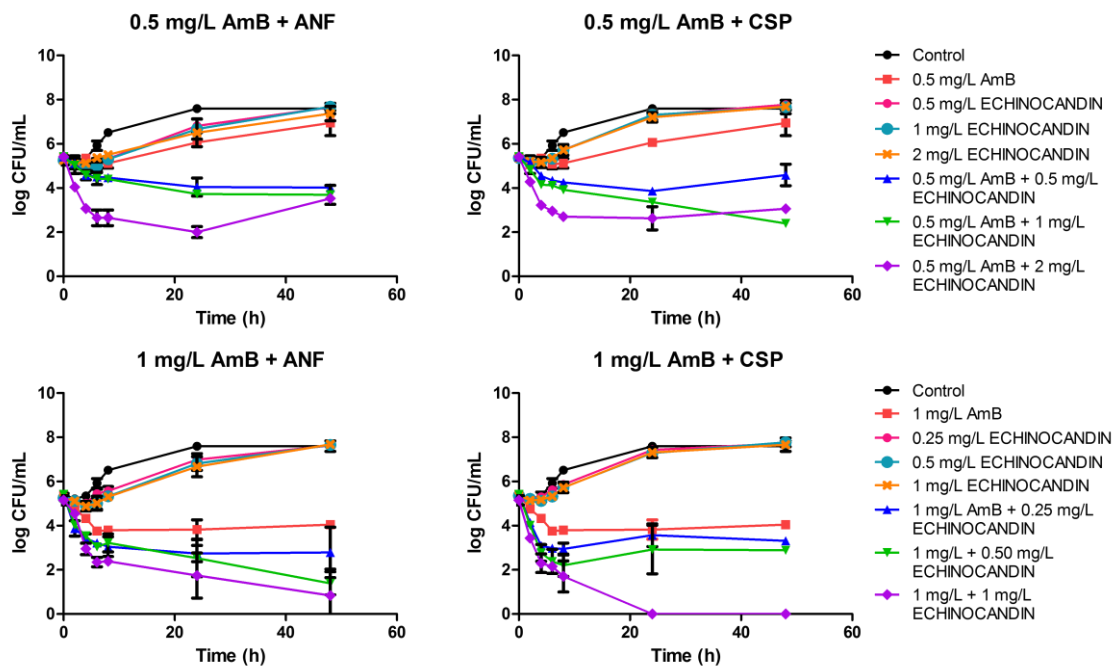 0.5 mg/L AmB + ANF
0.5 mg/L AmB + CSP
10
8
6
4
2
0
log CFU/mL
0
20
40
60
Time (h)
10
8
6
4
2
0
log CFU/mL
0
20
40
60
Time (h)
Control
0.5 mg/L AmB
0.5 mg/L ECHINOCANDIN
1 mg/L ECHINOCANDIN
2 mg/L ECHINOCANDIN
0.5 mg/L AmB + 0.5 mg/L
ECHINOCANDIN
0.5 mg/L AmB + 1 mg/L
ECHINOCANDIN
0.5 mg/L AmB + 2 mg/L
ECHINOCANDIN
1 mg/L AmB + ANF
1 mg/L AmB + CSP
10
8
6
4
2
0
log CFU/mL
0
20
40
60
Time (h)
10
8
6
4
2
0
log CFU/mL
0
20
40
60
Time (h)
Control
1 mg/L AmB
0.25 mg/L ECHINOCANDIN
0.5 mg/L ECHINOCANDIN
1 mg/L ECHINOCANDIN
1 mg/L AmB + 0.25 mg/L
ECHINOCANDIN
1 mg/L + 0.50 mg/L
ECHINOCANDIN
1 mg/L + 1 mg/L
ECHINOCANDIN